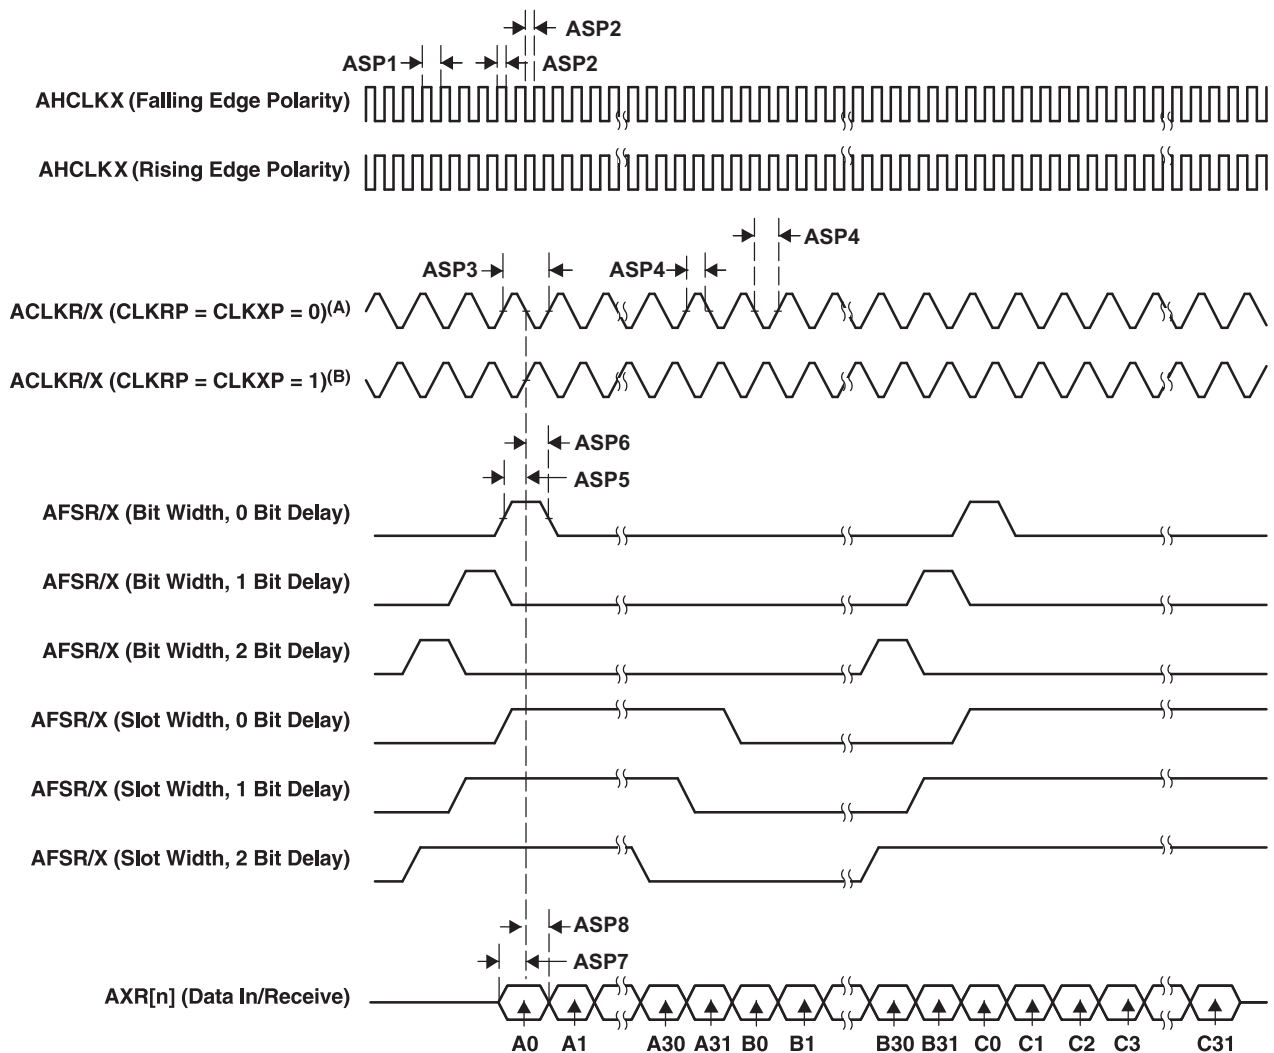 ASP2
ASP1
ASP2
AHCLKX (Falling Edge Polarity)
AHCLKX (Rising Edge Polarity)
ASP4
ASP3
ASP4
ACLKR/X (CLKRP = CLKXP = 0)(A)
ACLKR/X (CLKRP = CLKXP = 1)(B)
ASP6
ASP5
AFSR/X (Bit Width, 0 Bit Delay)
AFSR/X (Bit Width, 1 Bit Delay)
AFSR/X (Bit Width, 2 Bit Delay)
AFSR/X (Slot Width, 0 Bit Delay)
AFSR/X (Slot Width, 1 Bit Delay)
AFSR/X (Slot Width, 2 Bit Delay)
ASP8
ASP7
AXR[n] (Data In/Receive)
A0 A1 A30 A31 B0 B1 B30 B31 C0 C1 C2 C3 C31